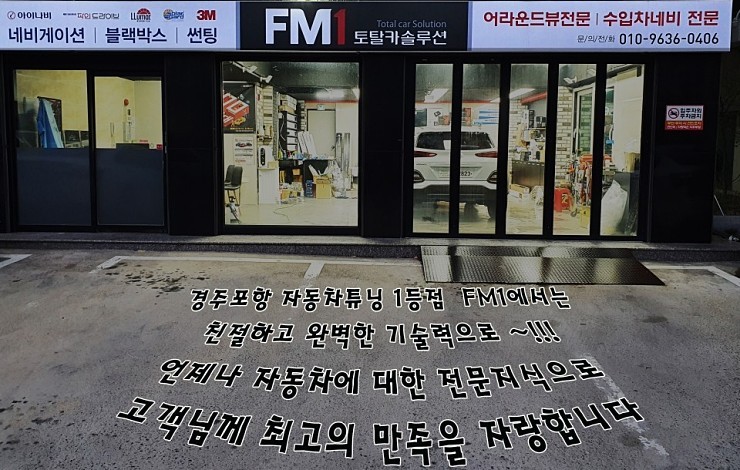 아이나비 파인드라이브 LLumar 3M
네비게이션 | 블랙박스 | 썬팅
FM1 Total car Solution
토탈카솔루션
어라운드뷰전문 | 수입차네비 전문
문/의/전/화 010-9636-0406
경주포항 자동차튜닝 1등점 FM1에서는
친절하고 완벽한 기술력으로 ~!!!
언제나 자동차에 대한 전문지식으로
고객님께 최고의 만족을 자랑합니다